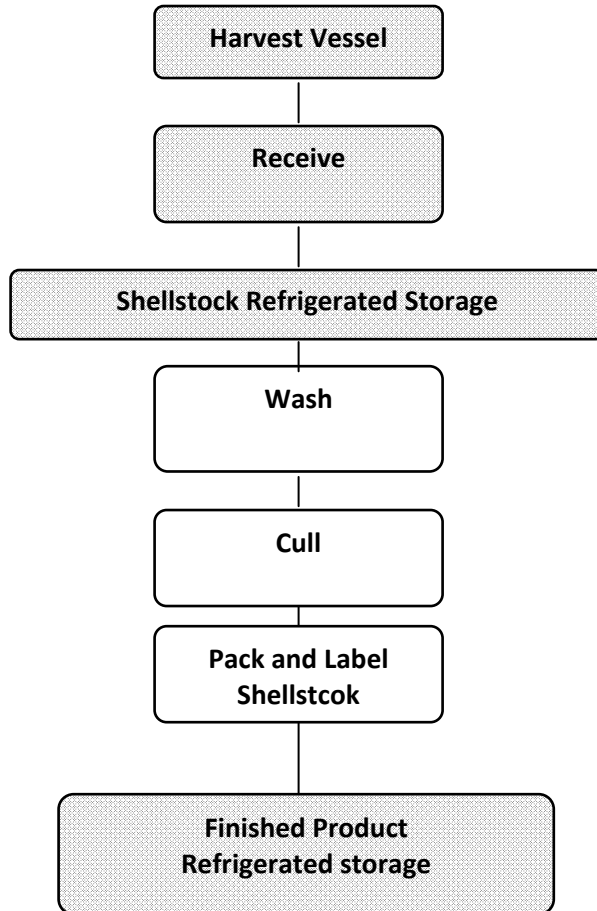 Harvest Vessel
Receive
Shellstock Refrigerated Storage
Wash
Cull
Pack and Label
Shellstcok
Finished Product
Refrigerated storage